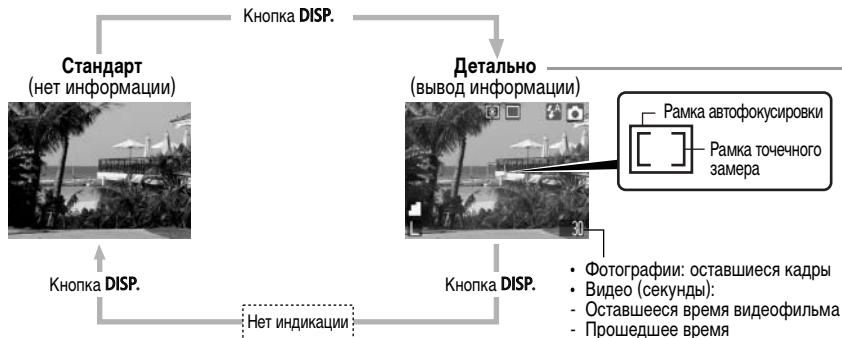 Кнопка DISP.
Стандарт
(нет информации)
Детально
(вывод информации)
Рамка автофокусировки
Рамка точечного
замера
L
30
Кнопка DISP.
Кнопка DISP.
Нет индикации
• Фотографии: оставшиеся кадры
• Видео (секунды):
- Оставшееся время видеофильма
- Прошедшее время